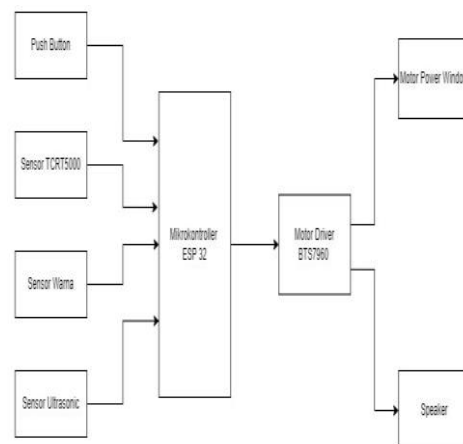 Push Button
Sensor TCRT5000
Sensor Warna
Sensor Ultrasonic
Mikrokontroller
ESP 32
Motor Driver
BTS7960
Motor Power Windo
Speaker